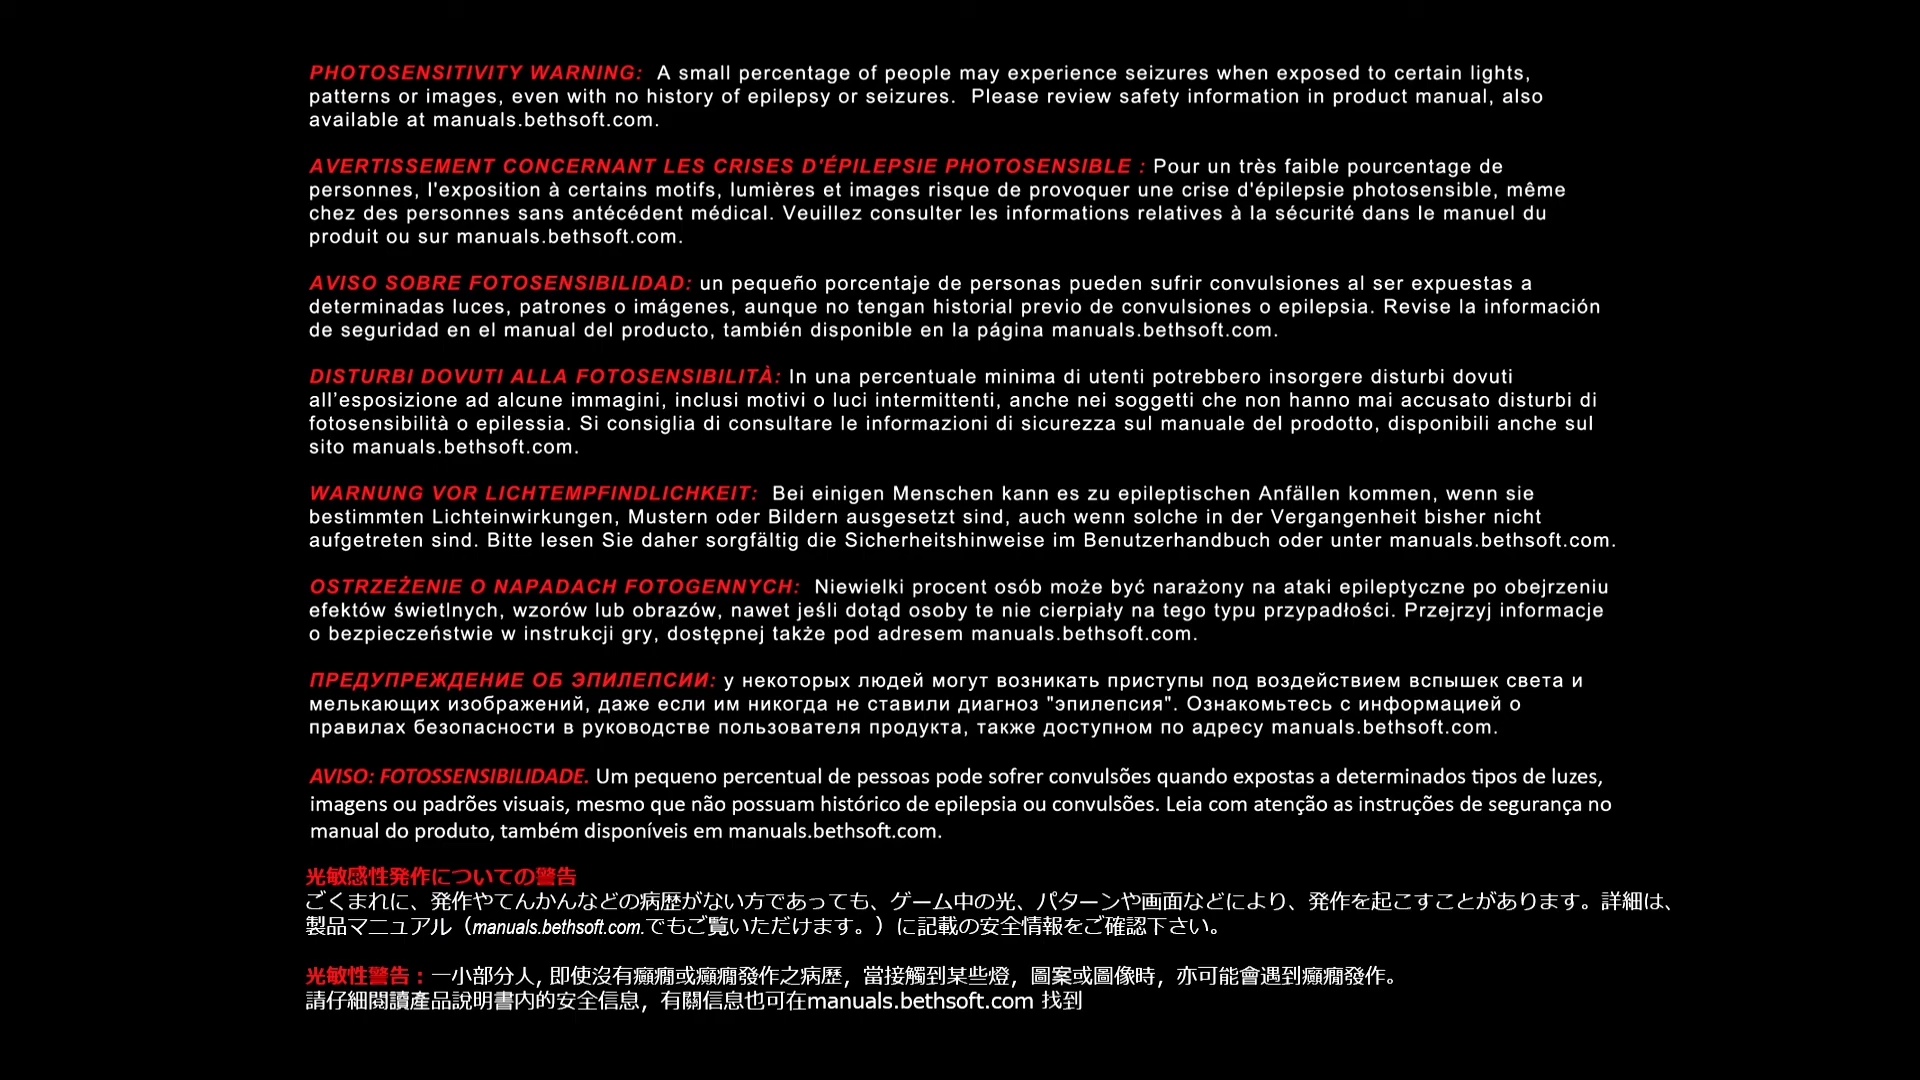 PHOTOSENSITIVITY WARNING: A small percentage of people may experience seizures when exposed to certain lights,
patterns or images, even with no history of epilepsy or seizures. Please review safety information in product manual, also
available at manuals.bethsoft.com.
AVERTISSEMENT CONCERNANT LES CRISES D'ÉPILEPSIE PHOTOSENSIBLE : Pour un très faible pourcentage de
personnes, l'exposition à certains motifs, lumières et images risque de provoquer une crise d'épilepsie photosensible, même
chez des personnes sans antécédent médical. Veuillez consulter les informations relatives à la sécurité dans le manuel du
produit ou sur manuals.bethsoft.com.
AVISO SOBRE FOTOSENSIBILIDAD: un pequeño porcentaje de personas pueden sufrir convulsiones al ser expuestas a
determinadas luces, patrones o imágenes, aunque no tengan historial previo de convulsiones o epilepsia. Revise la información
de seguridad en el manual del producto, también disponible en la página manuals.bethsoft.com.
DISTURBI DOVUTI ALLA FOTOSENSIBILITÀ: In una percentuale minima di utenti potrebbero insorgere disturbi dovuti
all’esposizione ad alcune immagini, inclusi motivi o luci intermittenti, anche nei soggetti che non hanno mai accusato disturbi di
fotosensibilità o epilessia. Si consiglia di consultare le informazioni di sicurezza sul manuale del prodotto, disponibili anche sul
sito manuals.bethsoft.com.
WARNUNG VOR LICHTEMPFINDLICHKEIT: Bei einigen Menschen kann es zu epileptischen Anfällen kommen, wenn sie
bestimmten Lichteinwirkungen, Mustern oder Bildern ausgesetzt sind, auch wenn solche in der Vergangenheit bisher nicht
aufgetreten sind. Bitte lesen Sie daher sorgfältig die Sicherheitshinweise im Benutzerhandbuch oder unter manuals.bethsoft.com.
OSTRZEŻENIE O NAPADACH FOTOGENNYCH: Niewielki procent osób może być narażony na ataki epileptyczne po obejrzeniu
efektów świetlnych, wzorów lub obrazów, nawet jeśli dotąd osoby te nie cierpiały na tego typu przypadłości. Przejrzyj informacje
o bezpieczeństwie w instrukcji gry, dostępnej także pod adresem manuals.bethsoft.com.
ПРЕДУПРЕЖДЕНИЕ ОБ ЭПИЛЕПСИИ: у некоторых людей могут возникать приступы под воздействием вспышек света и
мелькающих изображений, даже если им никогда не ставили диагноз "эпилепсия". Ознакомьтесь с информацией о
правилах безопасности в руководстве пользователя продукта, также доступном по адресу manuals.bethsoft.com.
AVISO: FOTOSSENSIBILIDADE. Um pequeno percentual de pessoas pode sofrer convulsões quando expostas a determinados tipos de luzes,
imagens ou padrões visuais, mesmo que não possuam histórico de epilepsia ou convulsões. Leia com atenção as instruções de segurança no
manual do produto, também disponíveis em manuals.bethsoft.com.
光敏感性発作についての警告
ごくまれに、発作やてんかんなどの病歴がない方であっても、ゲーム中の光、パターンや画面などにより、発作を起こすことがあります。詳細は、
製品マニュアル（manuals.bethsoft.com.でもご覧いただけます。）に記載の安全情報をご確認下さい。
光敏性警告：一小部分人, 即使沒有癲癇或癲癇發作之病歷，當接觸到某些燈，圖案或圖像時，亦可能會遇到癲癇發作。
請仔細閱讀產品說明書內的安全信息，有關信息也可在manuals.bethsoft.com 找到